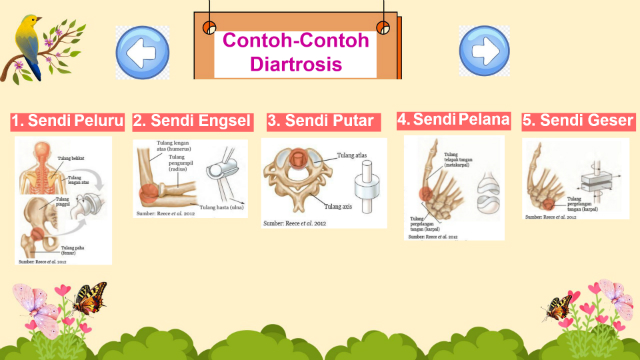 Contoh-Contoh
Diartrosis
1. Sendi Peluru
2. Sendi Engsel
3. Sendi Putar
4. Sendi Pelana
5. Sendi Geser
Tulang belikat
Tulang lengan atas
Tulang
pinggul
Tulang paha
(femur)
Sumber: Reece et al. 2012
Tulang lengan
atas (humerus)
Tulang
pengumpil
(radius)
Tulang hasta (ulna)
Sumber: Reece et al. 2012
Tulang atlas
Tulang axis
Sumber: Reece et al. 2012
Tulang
telapak tangan
(metakarpal)
Tulang
pergelangan
tangan (karpal)
Sumber: Reece et al. 2012
Tulang
pergelangan
tangan (karpal)
Sumber: Reece et al. 2012